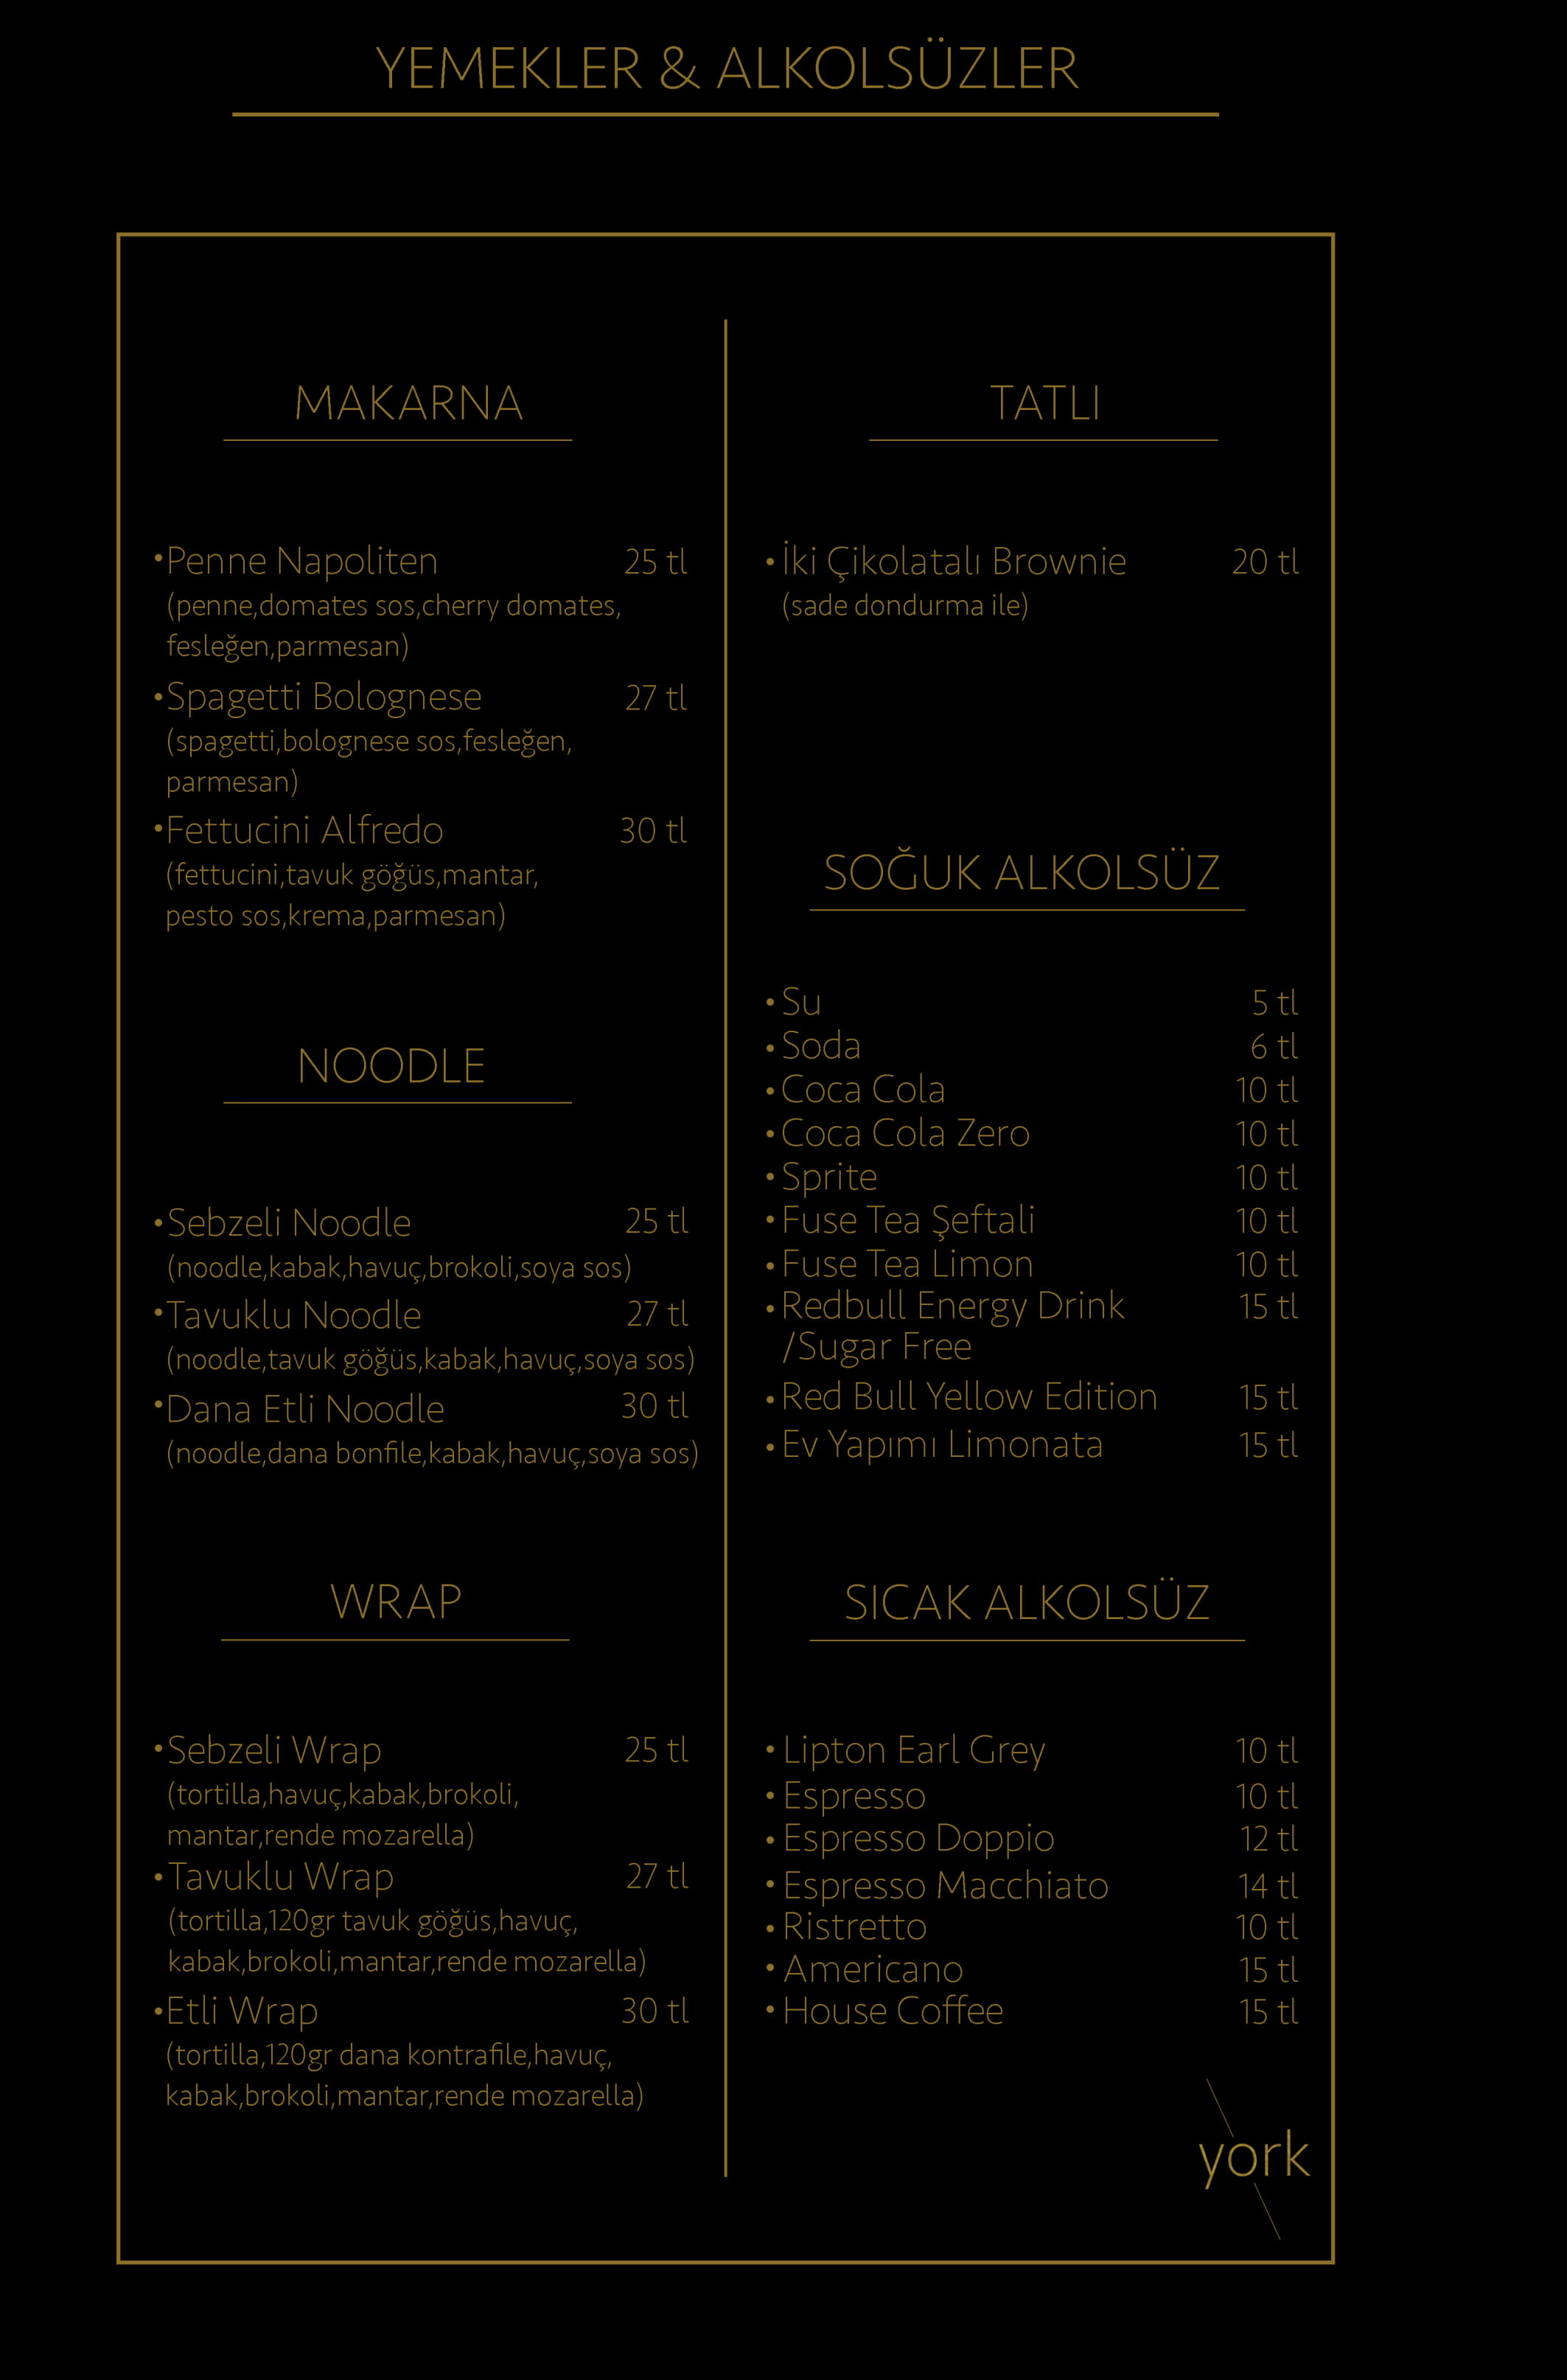 YEMEKLER & ALKOLSÜZLER
MAKARNA
•Penne Napoliten 25 tl
(penne,domates sos,cherry domates,
fesleğen,parmesan)
•Spagetti Bolognese 27 tl
(spagetti,bolognese sos,fesleğen,
parmesan)
•Fettucini Alfredo 30 tl
(fettucini,tavuk göğüs,mantar,
pesto sos,krema,parmesan)
NOODLE
•Sebzeli Noodle 25 tl
(noodle,kabak,havuç,brokoli,soya sos)
•Tavuklu Noodle 27 tl
(noodle,tavuk göğüs,kabak,havuç,soya sos)
•Dana Etli Noodle 30 tl
(noodle,dana bonfile,kabak,havuç,soya sos)
WRAP
•Sebzeli Wrap 25 tl
(tortilla,havuç,kabak,brokoli,
mantar,rende mozarella)
•Tavuklu Wrap 27 tl
(tortilla,120gr tavuk göğüs,havuç,
kabak,brokoli,mantar,rende mozarella)
•Etli Wrap 30 tl
(tortilla,120gr dana kontrafile,havuç,
kabak,brokoli,mantar,rende mozarella)
TATLI
•İki Çikolatalı Brownie 20 tl
(sade dondurma ile)
SOĞUK ALKOLSÜZ
•Su 5 tl
•Soda 6 tl
•Coca Cola 10 tl
•Coca Cola Zero 10 tl
•Sprite 10 tl
•Fuse Tea Şeftali 10 tl
•Fuse Tea Limon 10 tl
•Redbull Energy Drink 15 tl
/Sugar Free
•Red Bull Yellow Edition 15 tl
•Ev Yapımı Limonata 15 tl
SICAK ALKOLSÜZ
•Lipton Earl Grey 10 tl
•Espresso 10 tl
•Espresso Doppio 12 tl
•Espresso Macchiato 14 tl
•Ristretto 10 tl
•Americano 15 tl
•House Coffee 15 tl
york